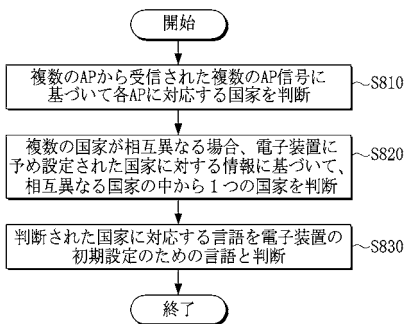 開始
複数のAPから受信された複数のAP信号に
基づいて各APに対応する国家を判断
S810
複数の国家が相互異なる場合、電子装置に
予め設定された国家に対する情報に基づいて、
相互異なる国家の中から1つの国家を判断
S820
判断された国家に対応する言語を電子装置の
初期設定のための言語と判断
S830
終了